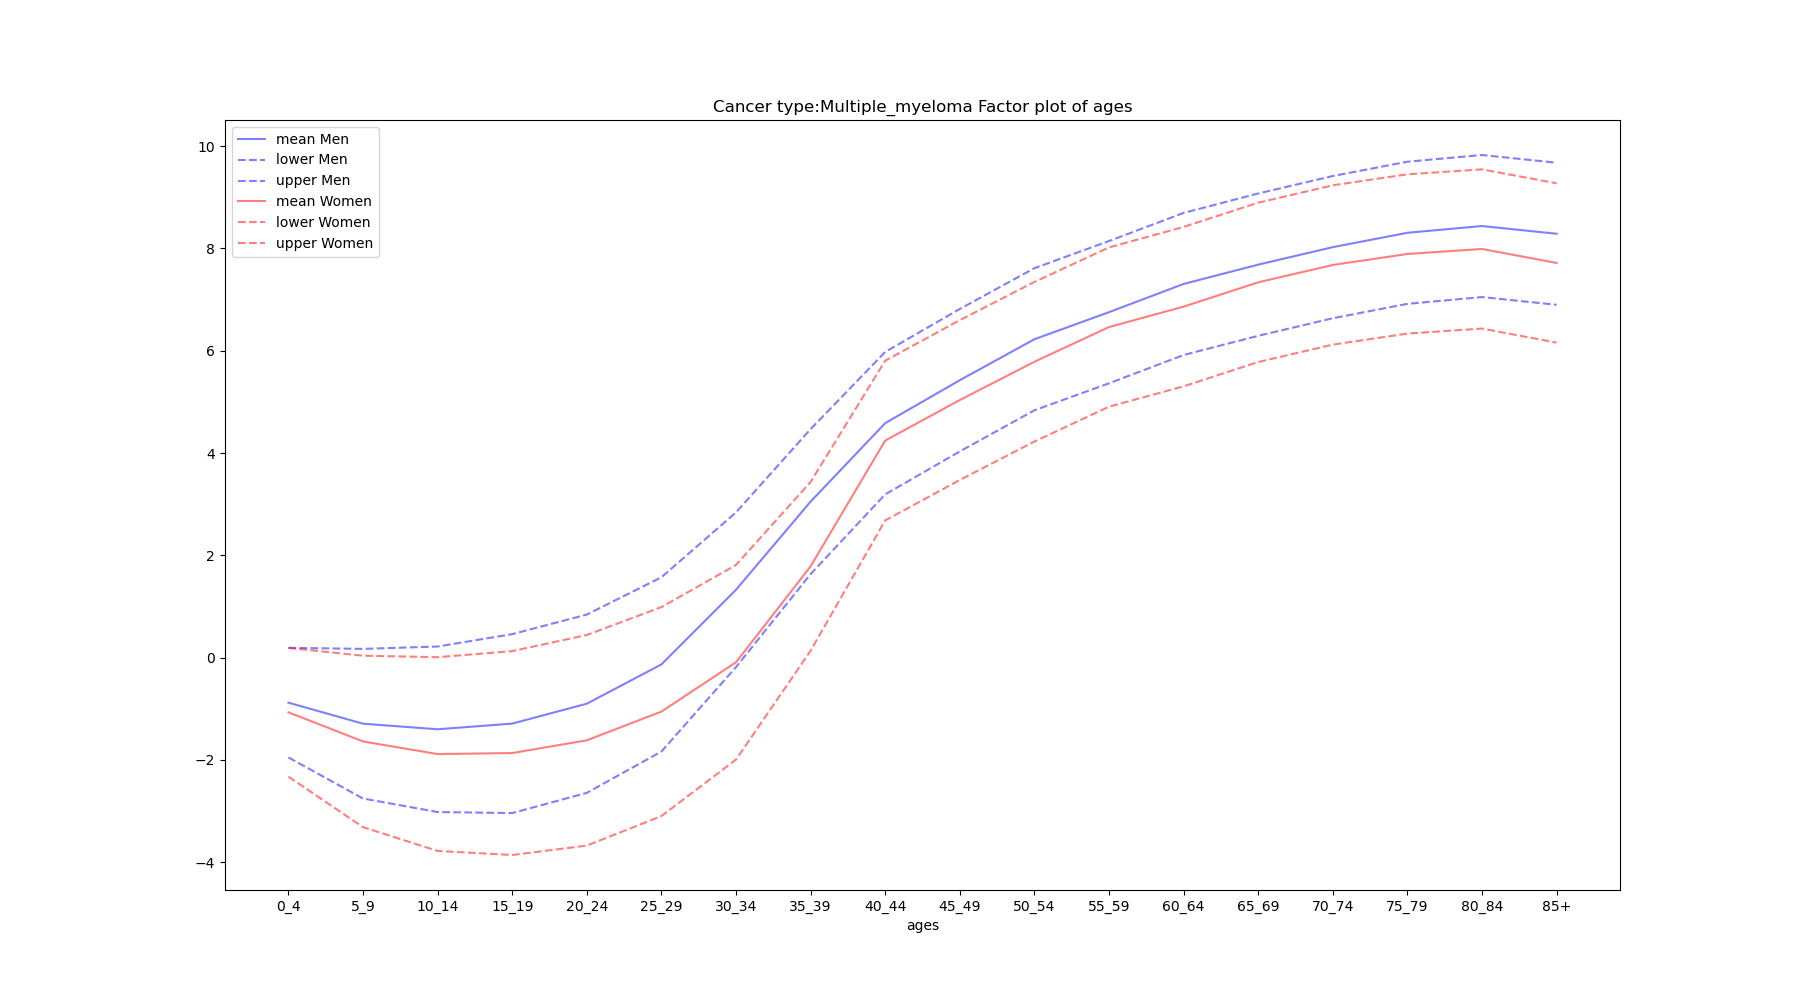 Cancer type:Multiple_myeloma Factor plot of ages
mean Men
lower Men
upper Men
mean Women
lower Women
upper Women
10
8
6
4
2
0
−2
−4
0_4 5_9 10_14 15_19 20_24 25_29 30_34 35_39 40_44 45_49 50_54 55_59 60_64 65_69 70_74 75_79 80_84 85+
ages